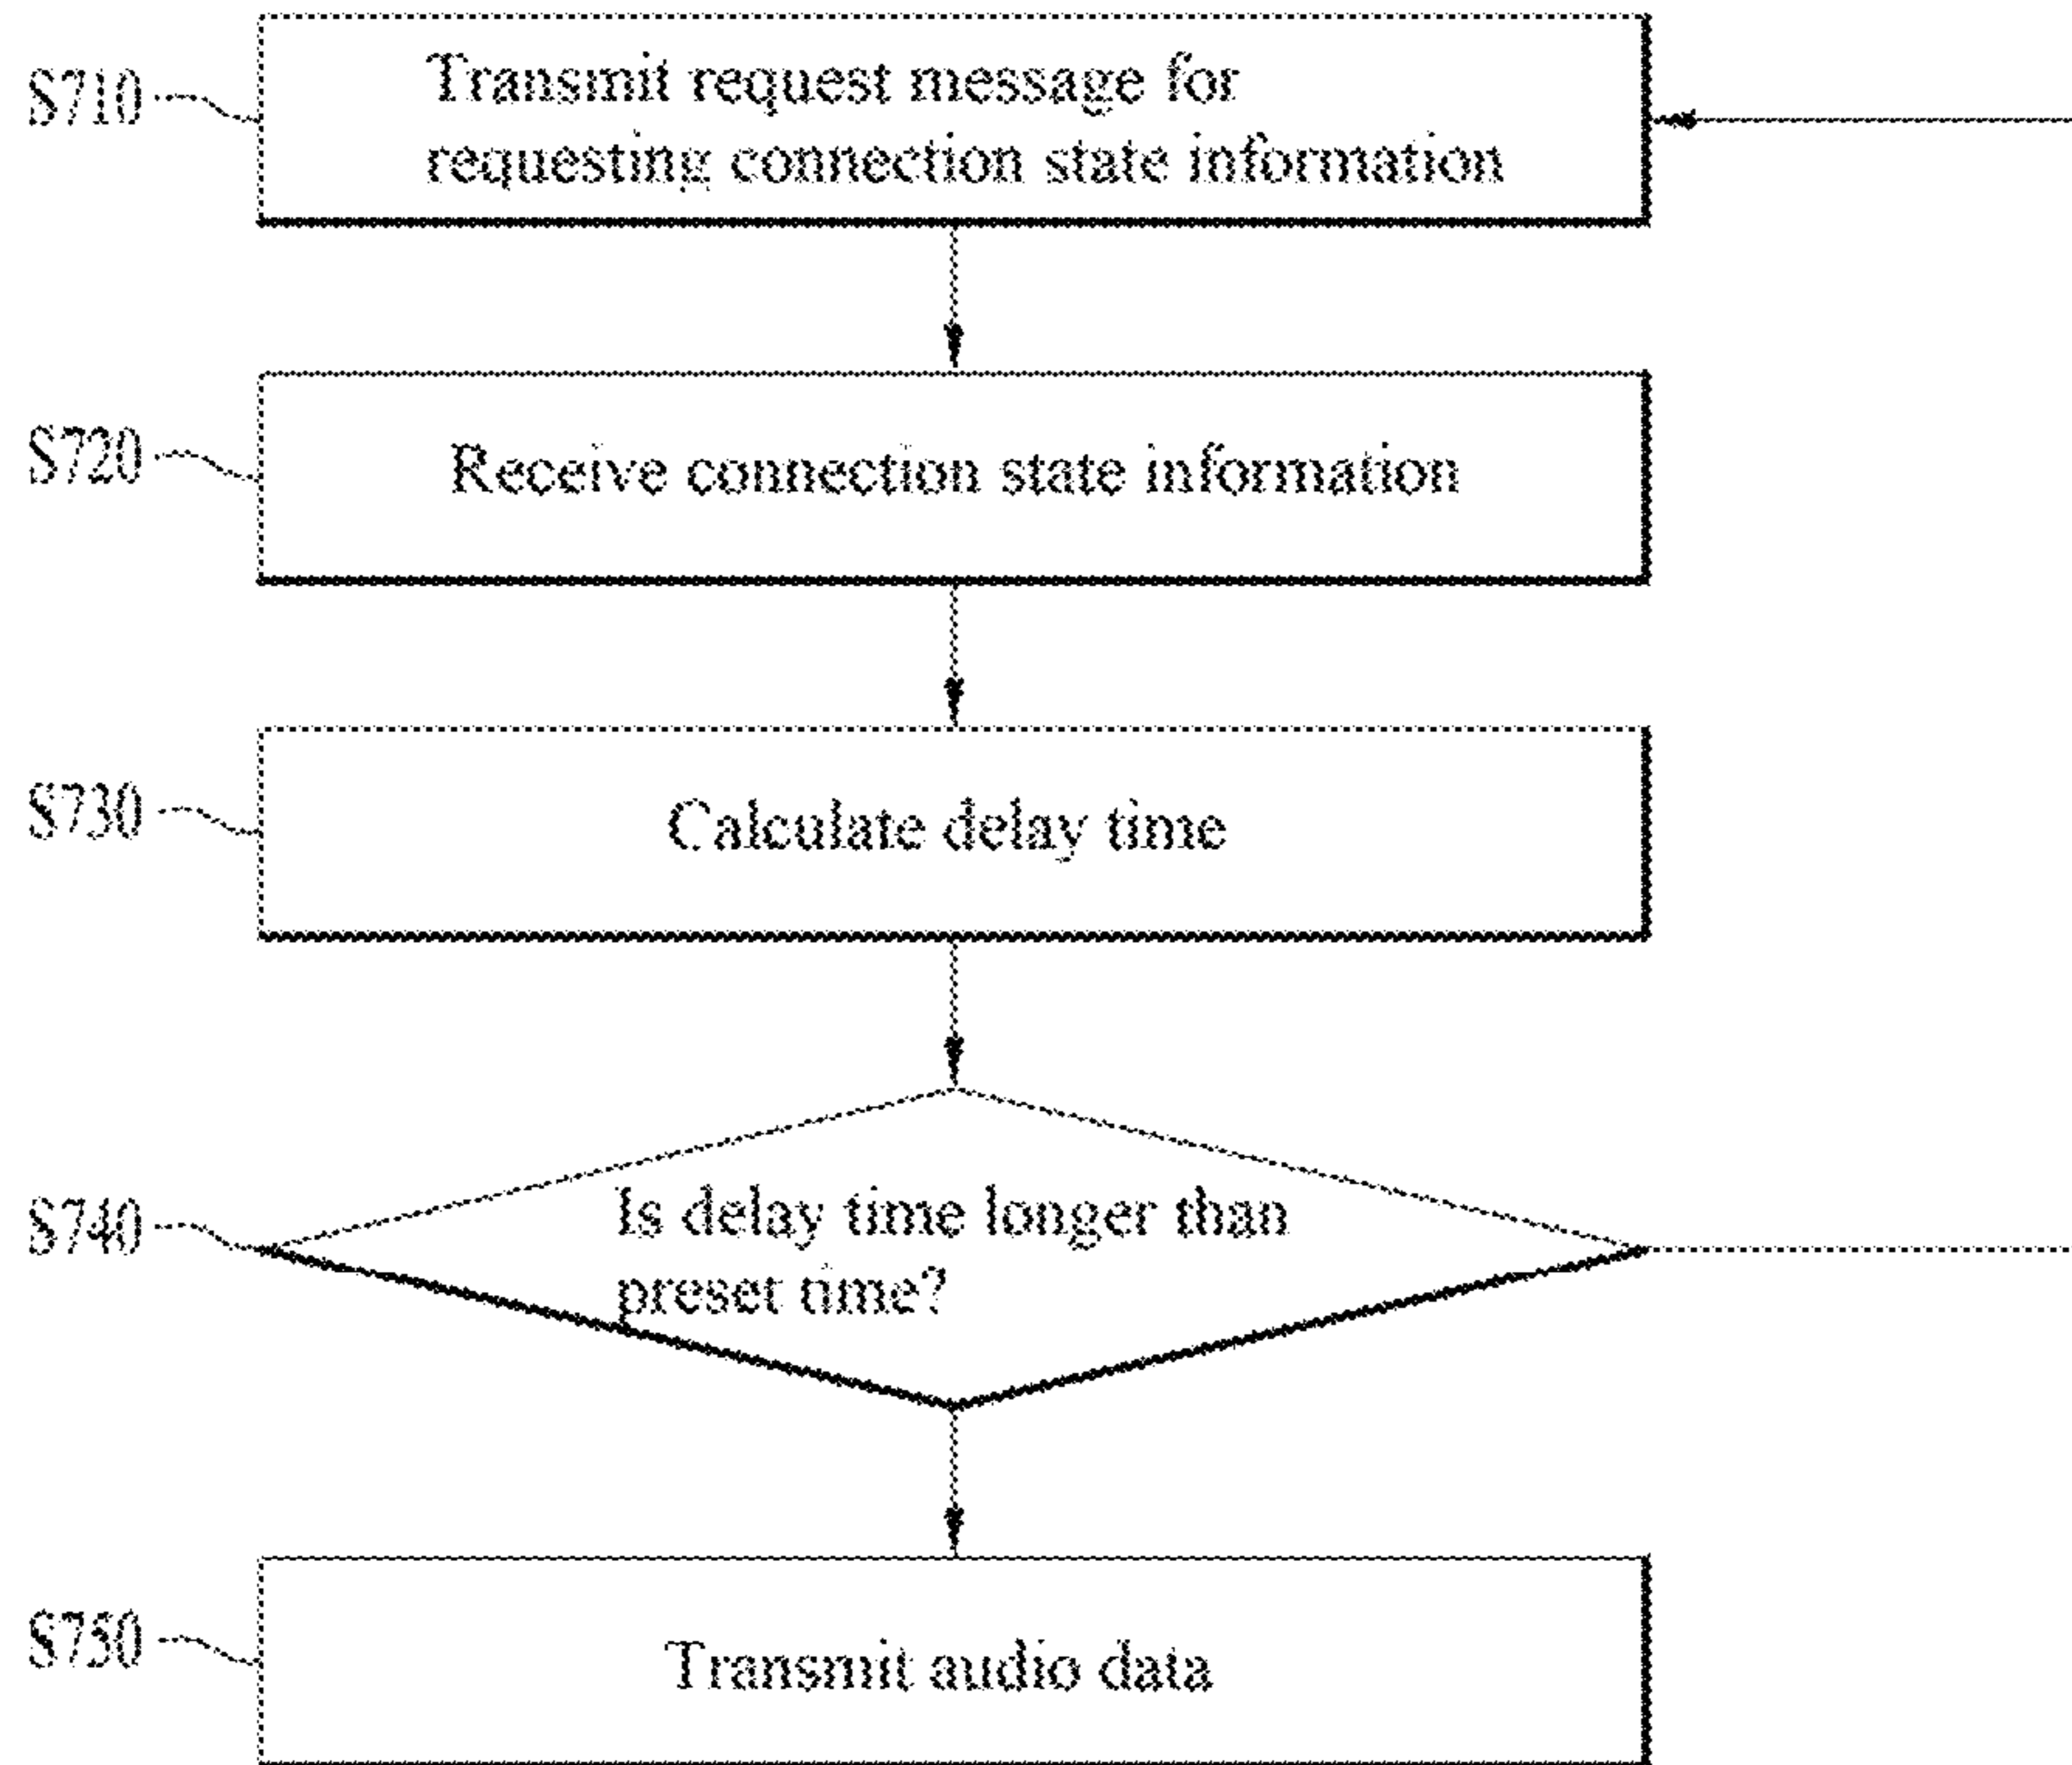 S710
Transmit request message for
requesting connection state information
S720
Receive connection state information
S730
Calculate delay time
S740
Is delay time longer than
preset time?
S750
Transmit audio data